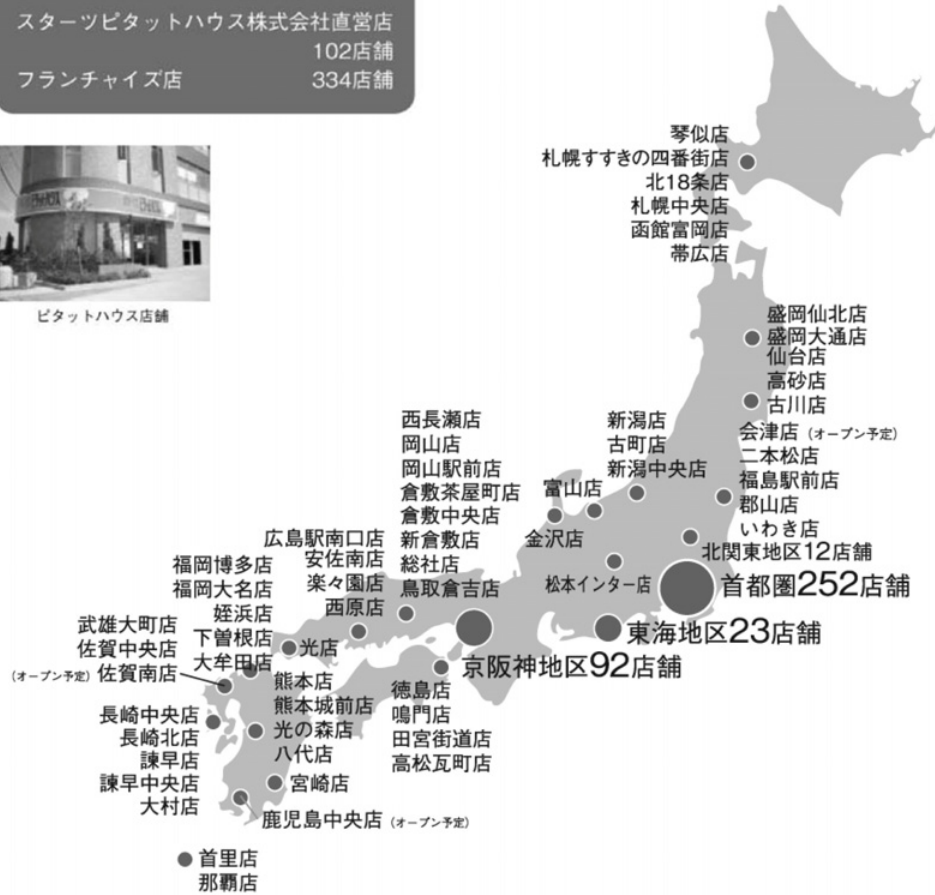 スターツピタットハウス株式会社直営店
102店舗
フランチャイズ店 334店舗
ピタットハウス店舗
琴似店
札幌すすきの四番街店
北18条店
札幌中央店
函館富岡店
帯広店
盛岡仙北店
盛岡大通店
仙台店
高砂店
古川店
会津店（オープン予定）
二本松店
福島駅前店
郡山店
いわき店
北関東地区12店舗
首都圏252店舗
東海地区23店舗
京阪神地区92店舗
新潟店
古町店
新潟中央店
富山店
金沢店
松本インター店
西長瀬店
岡山店
岡山駅前店
倉敷茶屋町店
倉敷中央店
新倉敷店
総社店
鳥取倉吉店
広島駅南口店
安佐南店
楽々園店
西原店
光店
福岡博多店
福岡大名店
姪浜店
下曽根店
大牟田店
武雄大町店
佐賀中央店
（オープン予定）佐賀南店
長崎中央店
長崎北店
諫早店
諫早中央店
大村店
熊本店
熊本城前店
光の森店
八代店
宮崎店
鹿児島中央店（オープン予定）
徳島店
鳴門店
田宮街道店
高松瓦町店
首里店
那覇店